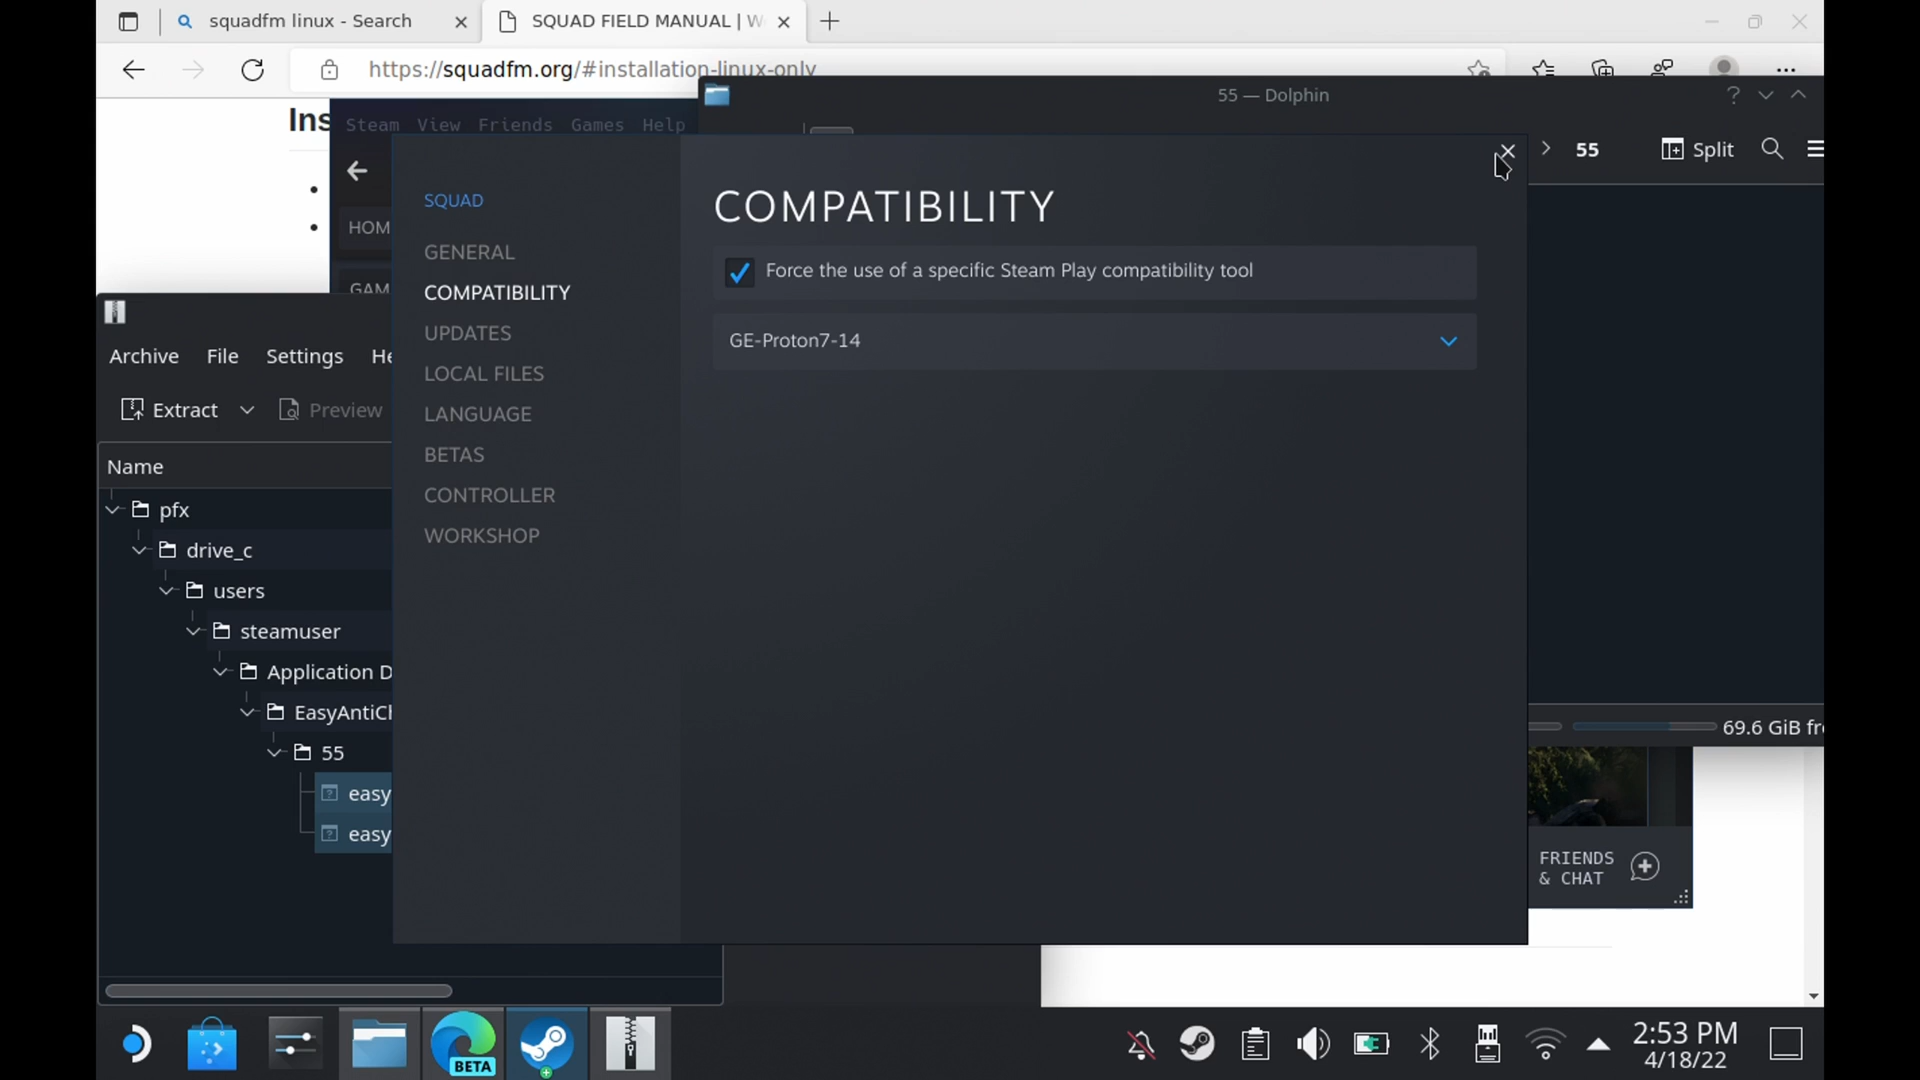 squadfm linux - Search
SQUAD FIELD MANUAL | W
https://squadfm.org/#installation-linux-only
55 — Dolphin
Ins
Steam View Friends Games Help
55
Split
HOM
GAM
SQUAD
GENERAL
COMPATIBILITY
UPDATES
LOCAL FILES
LANGUAGE
BETAS
CONTROLLER
WORKSHOP
COMPATIBILITY
Force the use of a specific Steam Play compatibility tool
GE-Proton7-14
Archive File Settings He
Extract
Preview
Name
pfx
drive_c
users
steamuser
Application D
EasyAntiCh
55
easy
easy
69.6 GiB fr
FRIENDS
& CHAT
BETA
2:53 PM
4/18/22